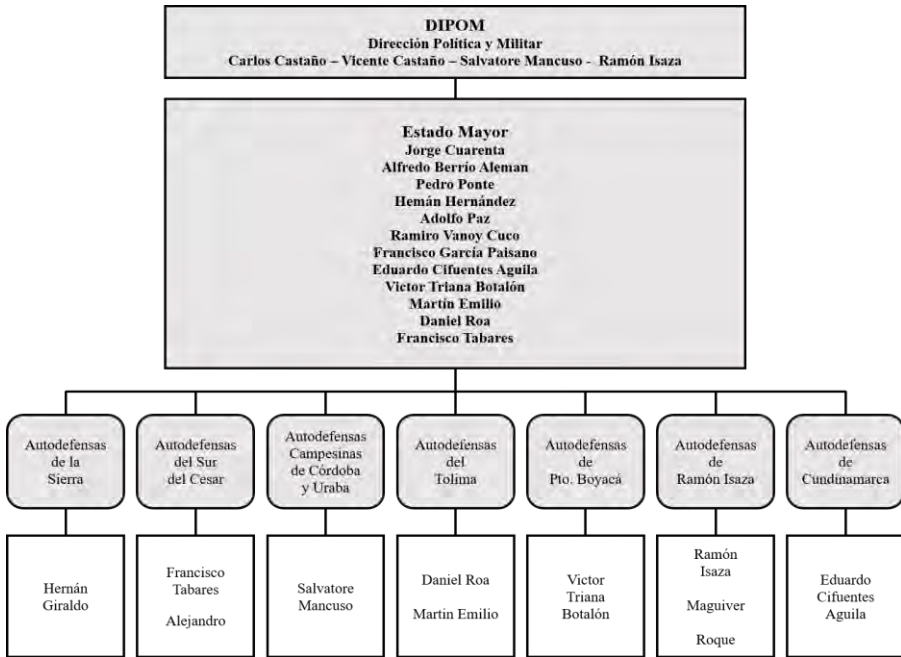 DIPOM
Dirección Política y Militar
Carlos Castaño – Vicente Castaño – Salvatore Mancuso - Ramón Isaza
Estado Mayor
Jorge Cuarenta
Alfredo Berrío Aleman
Pedro Ponte
Hemán Hernández
Adolfo Paz
Ramiro Vanoy Cuco
Francisco García Paisano
Eduardo Cifuentes Aguila
Victor Triana Botalón
Martín Emilio
Daniel Roa
Francisco Tabares
Autodefensas
de la
Sierra
Autodefensas
del Sur
del Cesar
Autodefensas
Campesinas
de Córdoba
y Uraba
Autodefensas
del
Tolima
Autodefensas
de
Pto. Boyacá
Autodefensas
de
Ramón Isaza
Autodefensas
de
Cundinamarca
Hernán
Giraldo
Francisco
Tabares
Alejandro
Salvatore
Mancuso
Daniel Roa
Martin Emilio
Victor
Triana
Botalón
Ramón
Isaza
Maguiver
Roque
Eduardo
Cifuentes
Aguila